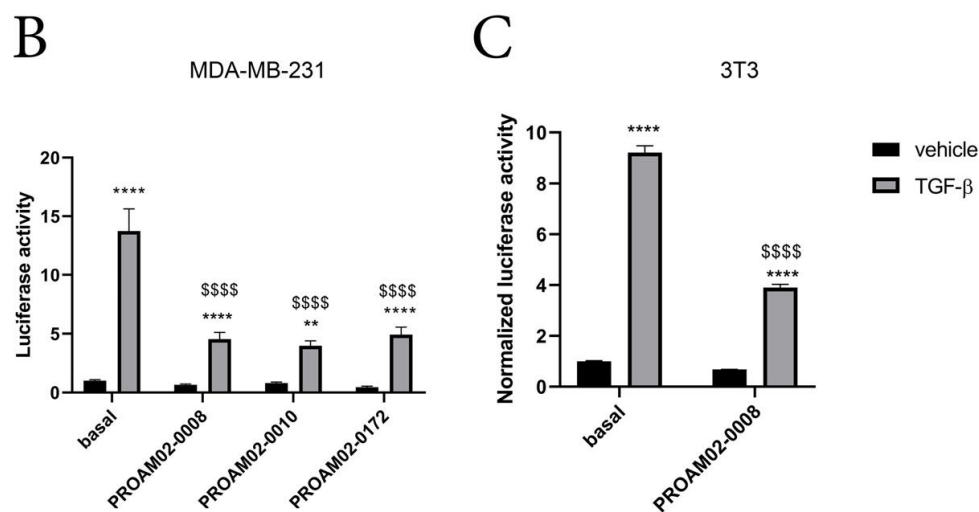 B
MDA-MB-231
Luciferase activity
20
15
10
5
0
****
$$$$
****
$$$$
**
$$$$
****
basal
PROAM02-0008
PROAM02-0010
PROAM02-0172
C
3T3
Normalized luciferase activity
10
8
6
4
2
0
****
$$$$
****
basal
PROAM02-0008
vehicle
TGF-β